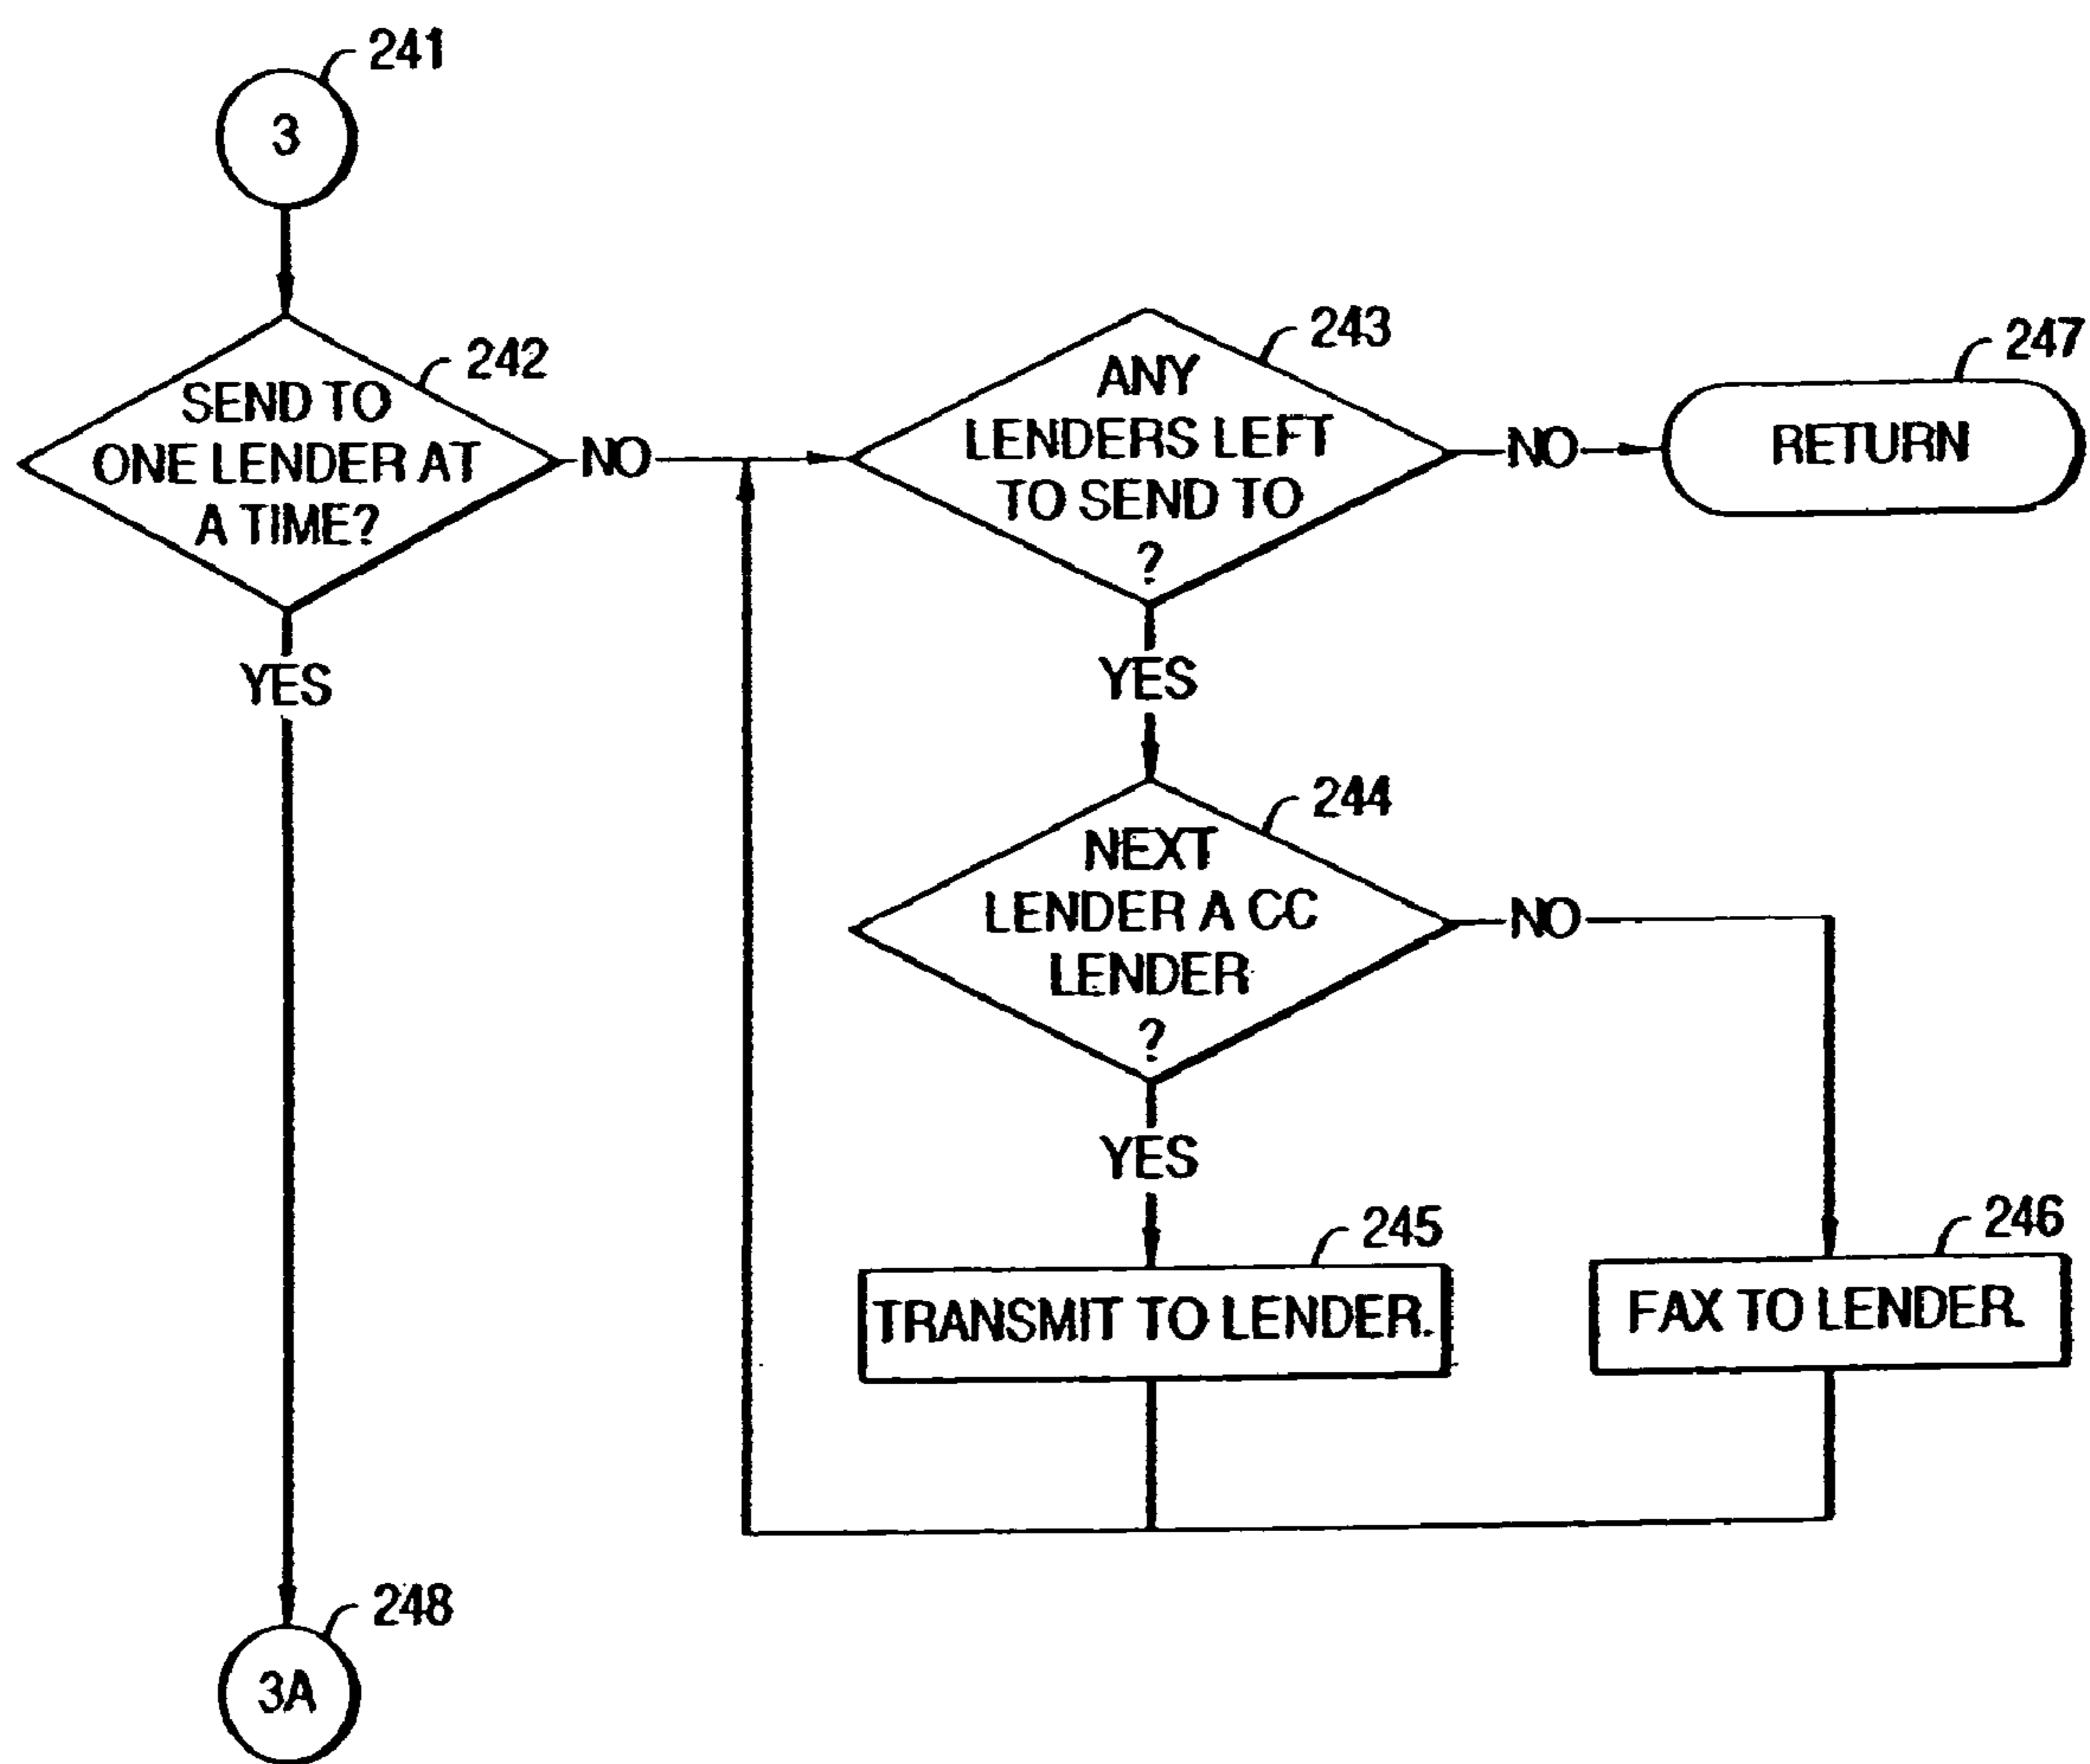 241
3
242
SEND TO
ONE LENDER AT
A TIME?
NO
YES
243
ANY
LENDERS LEFT
TO SEND TO
?
NO
247
RETURN
YES
244
NEXT
LENDER A CC
LENDER
?
NO
YES
245
TRANSMIT TO LENDER.
246
FAX TO LENDER.
248
3A